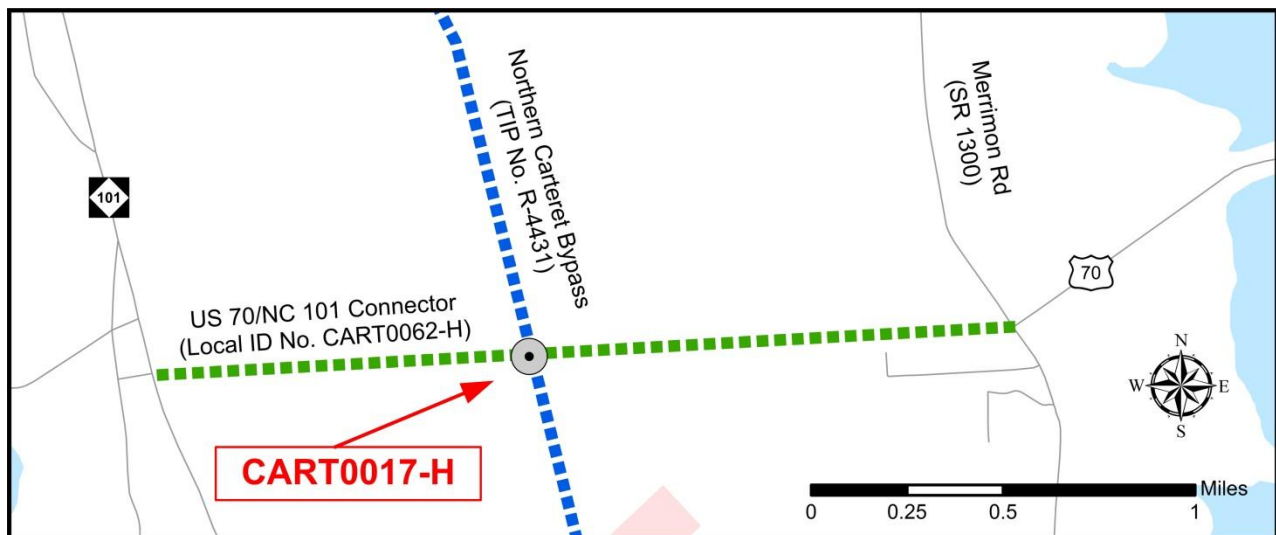 Northern Carteret Bypass
(TIP No. R-4431)
Merrimon Rd
(SR 1300)
101
70
US 70/NC 101 Connector
(Local ID No. CART0062-H)
N
W
E
S
CART0017-H
Miles
0
0.25
0.5
1